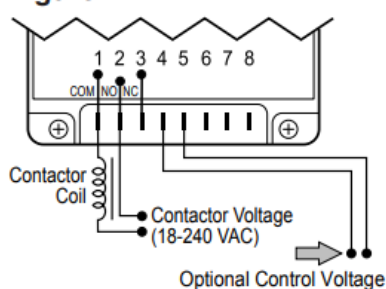 1 2 3 4 5 6 7 8
COM NO NC
Contactor
Coil
Contactor Voltage
(18-240 VAC)
Optional Control Voltage